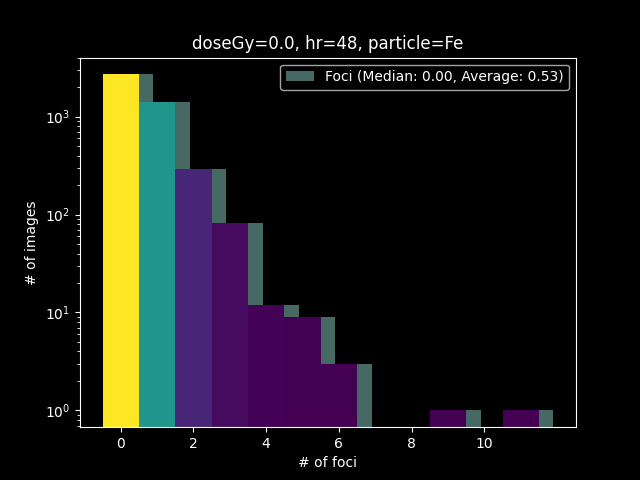 doseGy=0.0, hr=48, particle=Fe
Foci (Median: 0.00, Average: 0.53)
# of images
10³
10²
10¹
10⁰
0 2 4 6 8 10
# of foci